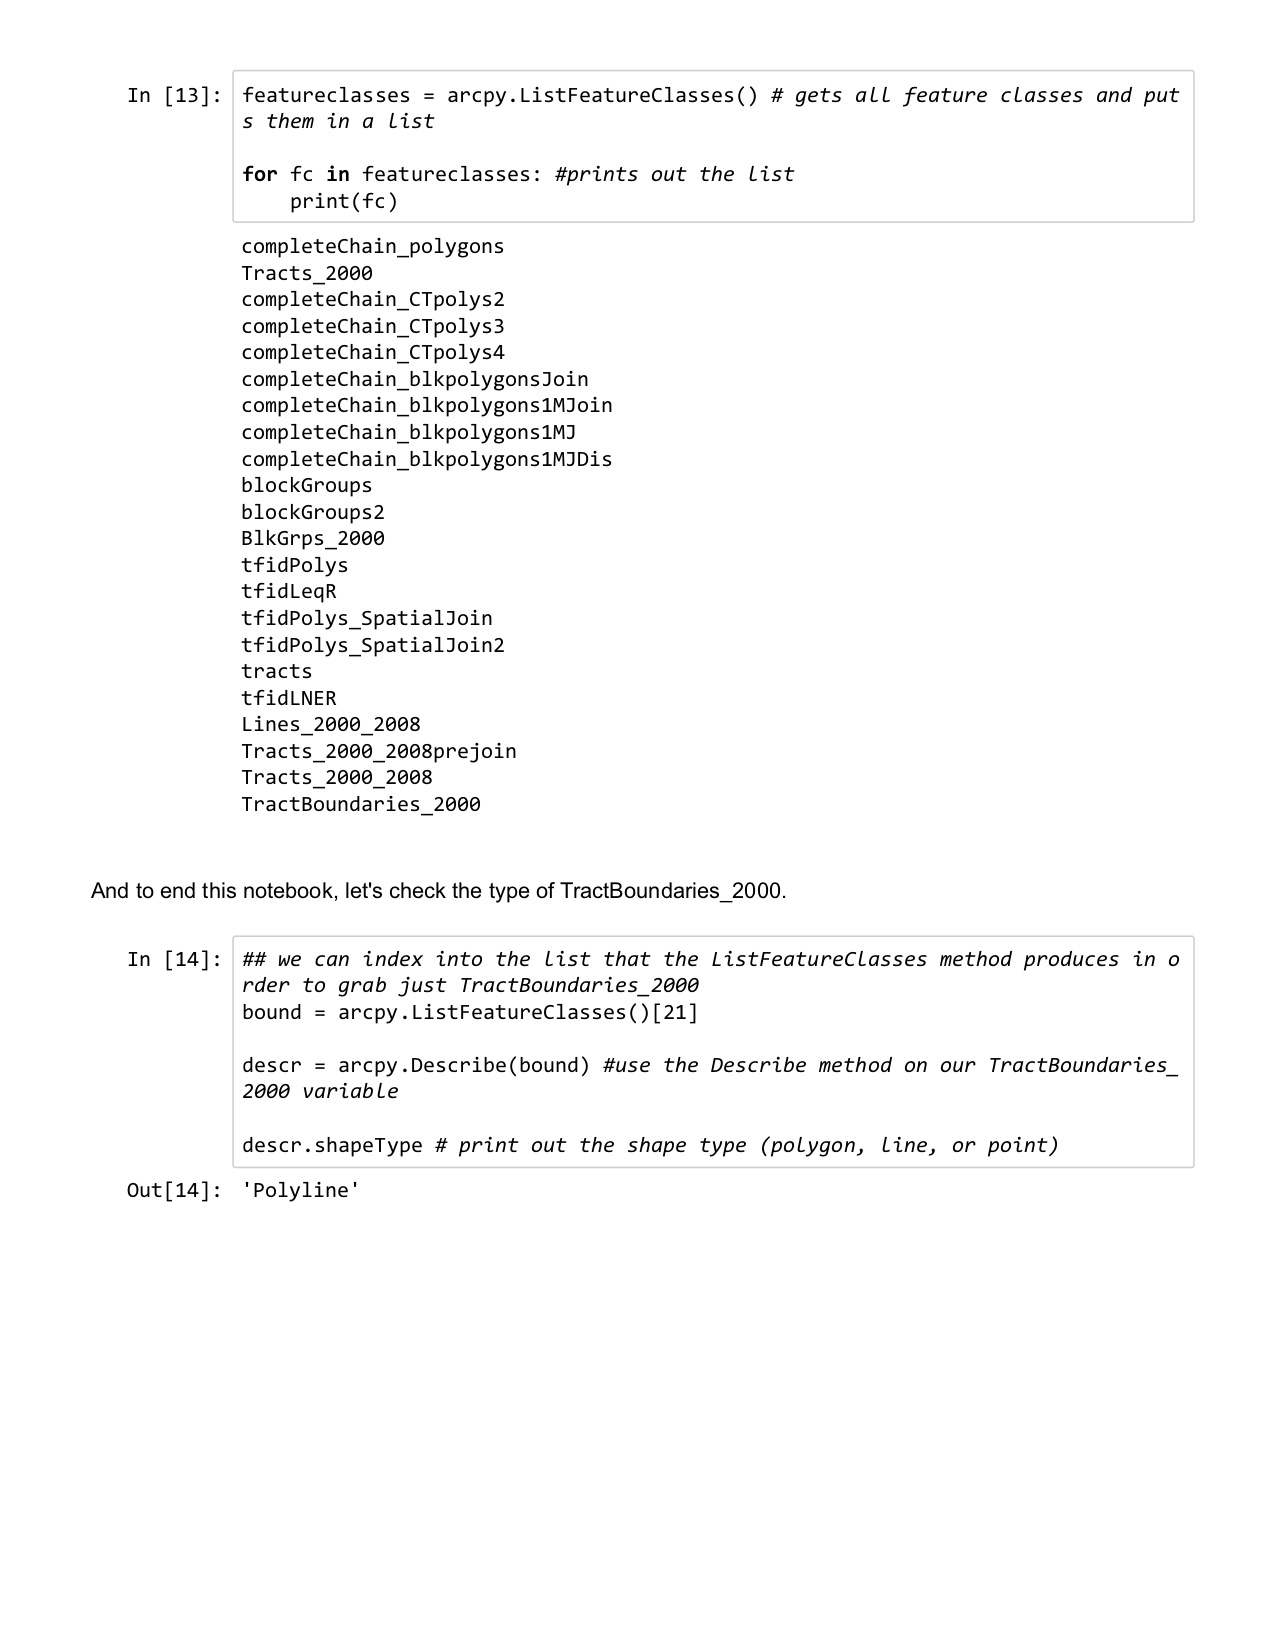 In [13]: featureclasses = arcpy.ListFeatureClasses() # gets all feature classes and put
s them in a list
for fc in featureclasses: #prints out the list
    print(fc)
completeChain_polygons
Tracts_2000
completeChain_CTpolys2
completeChain_CTpolys3
completeChain_CTpolys4
completeChain_blkpolygonsJoin
completeChain_blkpolygons1MJoin
completeChain_blkpolygons1MJ
completeChain_blkpolygons1MJDis
blockGroups
blockGroups2
BlkGrps_2000
tfidPolys
tfidLeqR
tfidPolys_SpatialJoin
tfidPolys_SpatialJoin2
tracts
tfidLNER
Lines_2000_2008
Tracts_2000_2008prejoin
Tracts_2000_2008
TractBoundaries_2000
And to end this notebook, let's check the type of TractBoundaries_2000.
In [14]: ## we can index into the list that the ListFeatureClasses method produces in o
rder to grab just TractBoundaries_2000
bound = arcpy.ListFeatureClasses()[21]
descr = arcpy.Describe(bound) #use the Describe method on our TractBoundaries_
2000 variable
descr.shapeType # print out the shape type (polygon, line, or point)
Out[14]: 'Polyline'